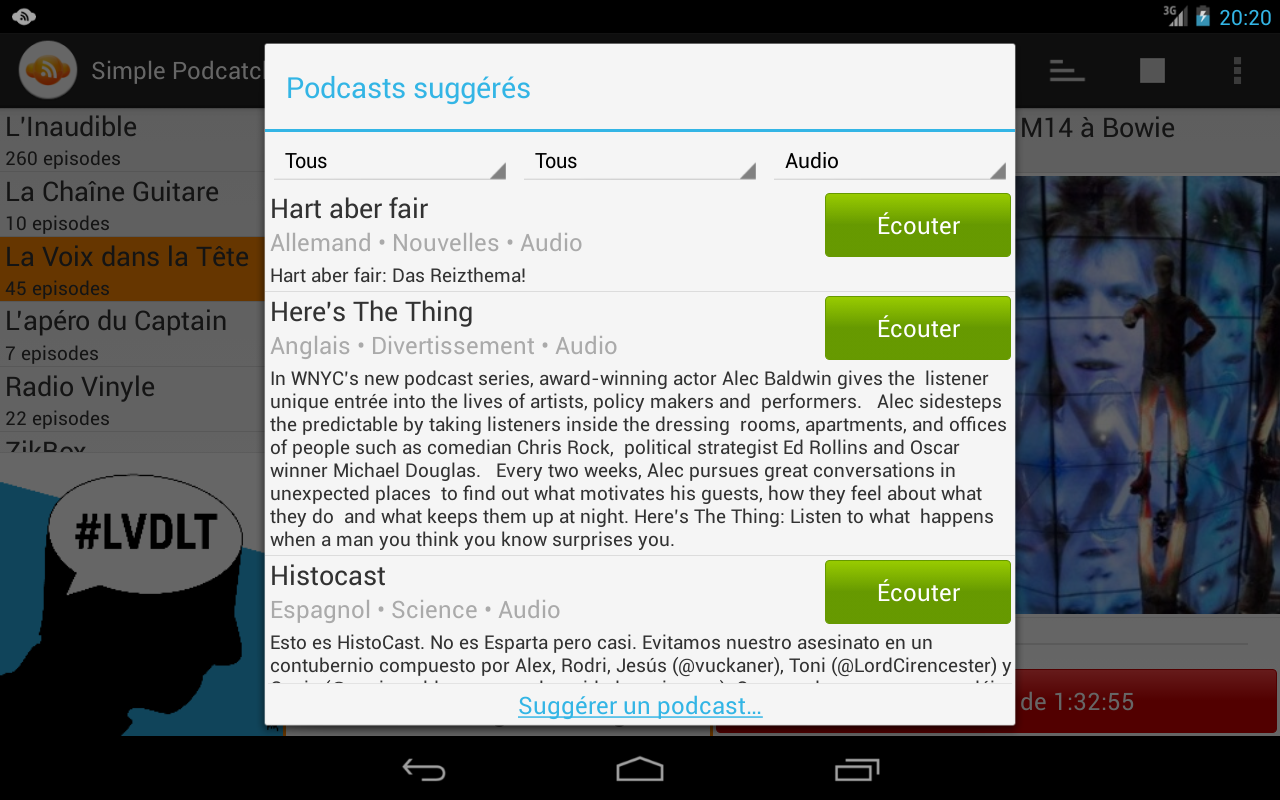 3G 20:20
Simple Podcatch
Podcasts suggérés
L'Inaudible
260 episodes
La Chaîne Guitare
10 episodes
La Voix dans la Tête
45 episodes
L'apéro du Captain
7 episodes
Radio Vinyle
22 episodes
ZikBox
#LVDLT
Tous Tous Audio
Hart aber fair
Allemand • Nouvelles • Audio
Écouter
Hart aber fair: Das Reizthema!
Here's The Thing
Anglais • Divertissement • Audio
Écouter
In WNYC's new podcast series, award-winning actor Alec Baldwin gives the listener
unique entrée into the lives of artists, policy makers and performers. Alec sidesteps
the predictable by taking listeners inside the dressing rooms, apartments, and offices
of people such as comedian Chris Rock, political strategist Ed Rollins and Oscar
winner Michael Douglas. Every two weeks, Alec pursues great conversations in
unexpected places to find out what motivates his guests, how they feel about what
they do and what keeps them up at night. Here's The Thing: Listen to what happens
when a man you think you know surprises you.
Histocast
Espagnol • Science • Audio
Écouter
Esto es HistoCast. No es Esparta pero casi. Evitamos nuestro asesinato en un
contubernio compuesto por Alex, Rodri, Jesús (@vuckaner), Toni (@LordCirencester) y
Suggérer un podcast...
M14 à Bowie
de 1:32:55